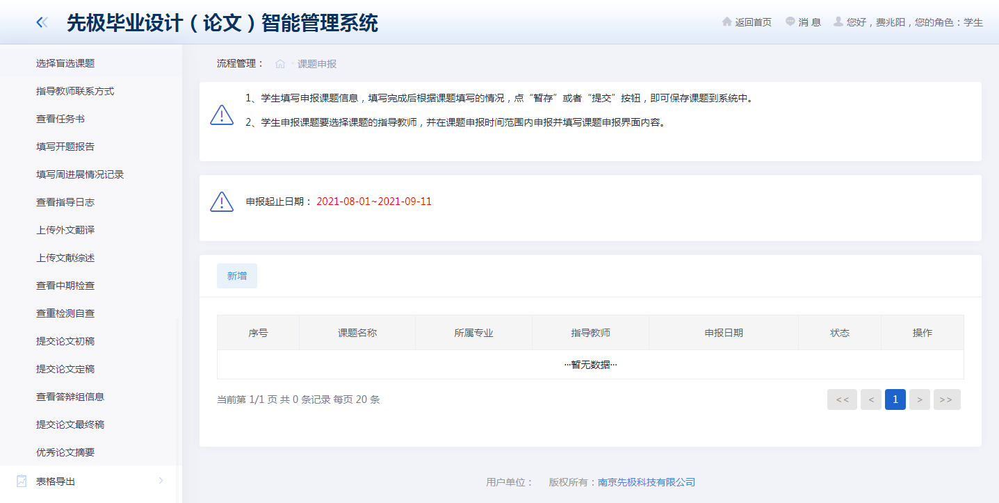 先极毕业设计（论文）智能管理系统
返回首页 消 息 您好，费兆阳，您的角色：学生
选择盲选课题
指导教师联系方式
查看任务书
填写开题报告
填写周进展情况记录
查看指导日志
上传外文翻译
上传文献综述
查看中期检查
查重检测自查
提交论文初稿
提交论文定稿
查看答辩组信息
提交论文最终稿
优秀论文摘要
表格导出
流程管理： · 课题申报
1、学生填写申报课题信息，填写完成后根据课题填写的情况，点“暂存”或者“提交”按钮，即可保存课题到系统中。
2、学生申报课题要选择课题的指导教师，并在课题申报时间范围内申报并填写课题申报界面内容。
申报起止日期： 2021-08-01~2021-09-11
新增
序号 课题名称 所属专业 指导教师 申报日期 状态 操作
···暂无数据···
当前第 1/1 页 共 0 条记录 每页 20 条
<< < 1 > >>
用户单位： 版权所有：南京先极科技有限公司